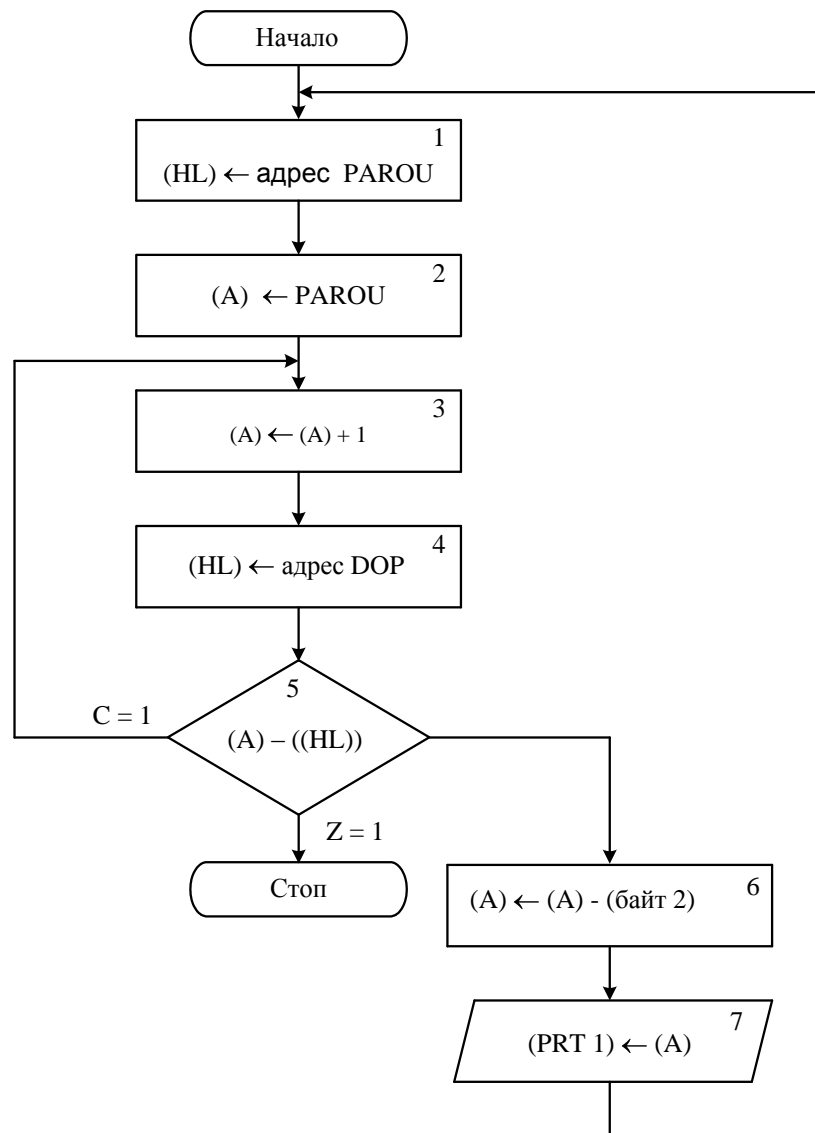 Начало
1
(HL) ← адрес PAROU
2
(A) ← PAROU
3
(A) ← (A) + 1
4
(HL) ← адрес DOP
5
C = 1
(A) – ((HL))
Z = 1
Стоп
6
(A) ← (A) - (байт 2)
7
(PRT 1) ← (A)